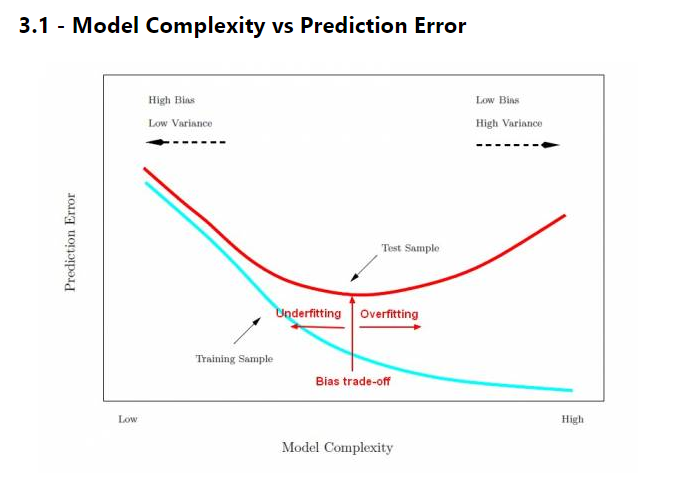 3.1 - Model Complexity vs Prediction Error
High Bias
Low Variance
Low Bias
High Variance
Prediction Error
Test Sample
Underfitting
Overfitting
Training Sample
Bias trade-off
Low
High
Model Complexity